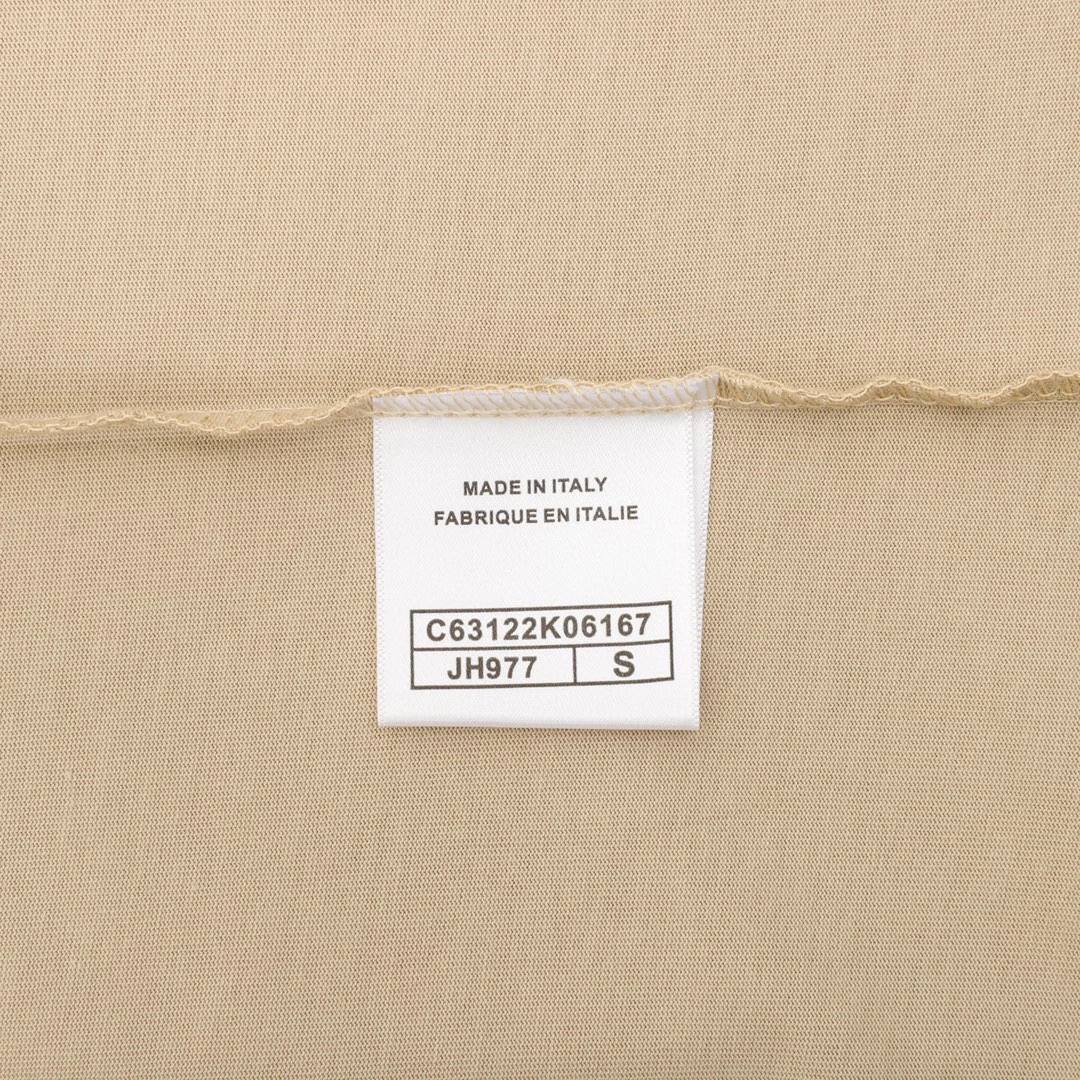 MADE IN ITALY
FABRIQUE EN ITALIE
C63122K06167
JH977 S